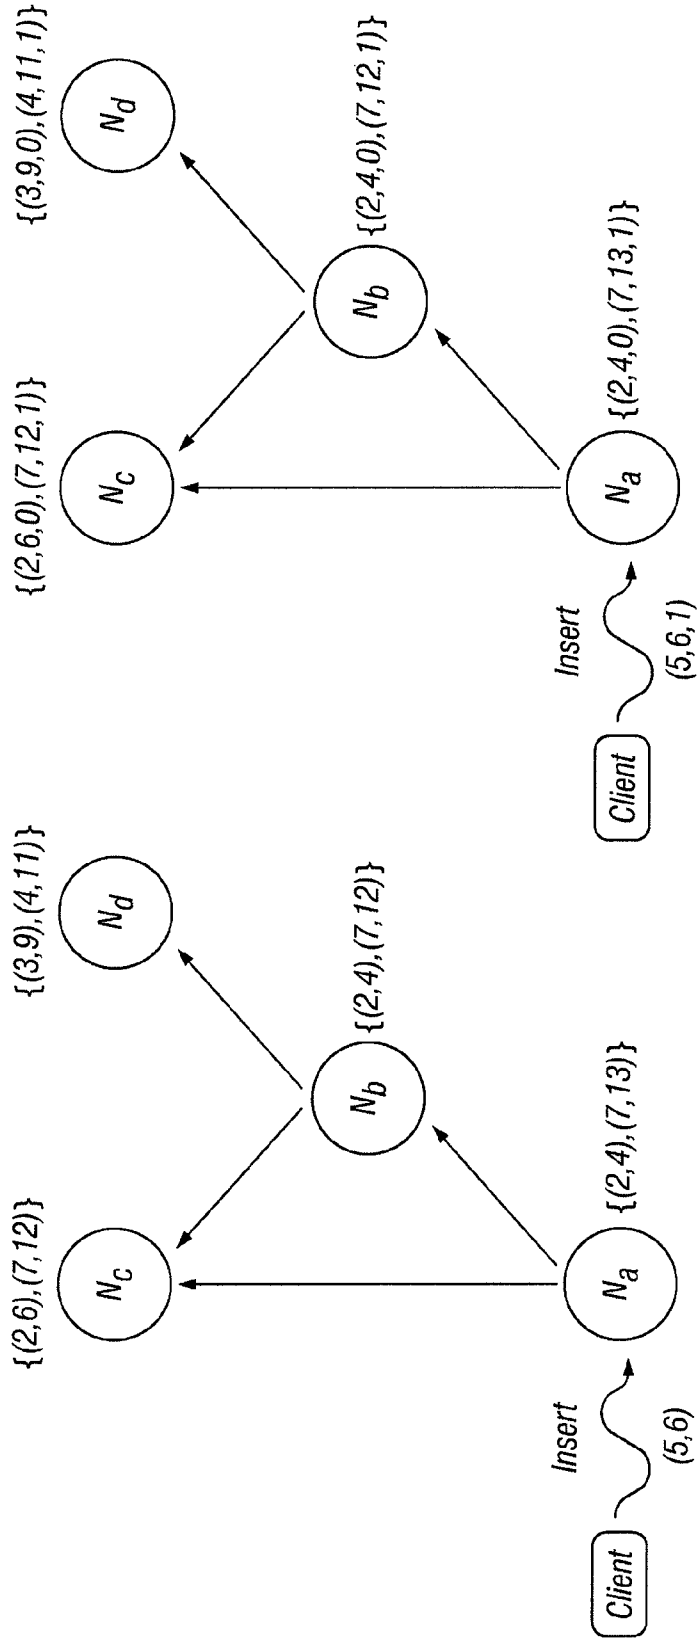 {(2,6),(7,12)}
{(3,9),(4,11)}
Nc
Nd
Nb
{(2,4),(7,12)}
Insert
Client
Na
{(2,4),(7,13)}
(5,6)
{(2,6,0),(7,12,1)}
{(3,9,0),(4,11,1)}
Nc
Nd
Nb
{(2,4,0),(7,12,1)}
Insert
Client
Na
{(2,4,0),(7,13,1)}
(5,6,1)